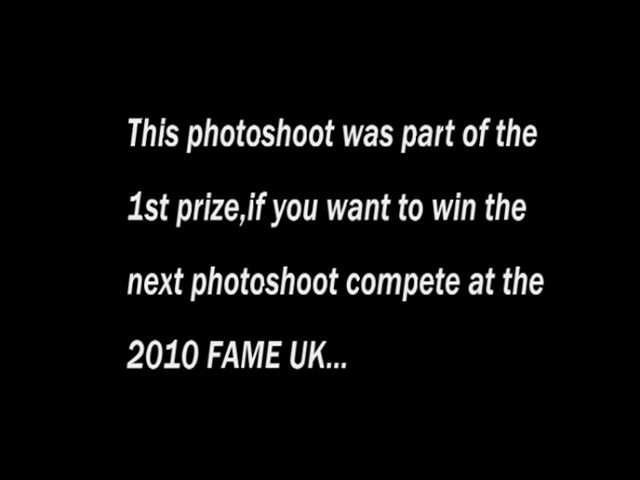 This photoshoot was part of the
1st prize,if you want to win the
next photoshoot compete at the
2010 FAME UK...